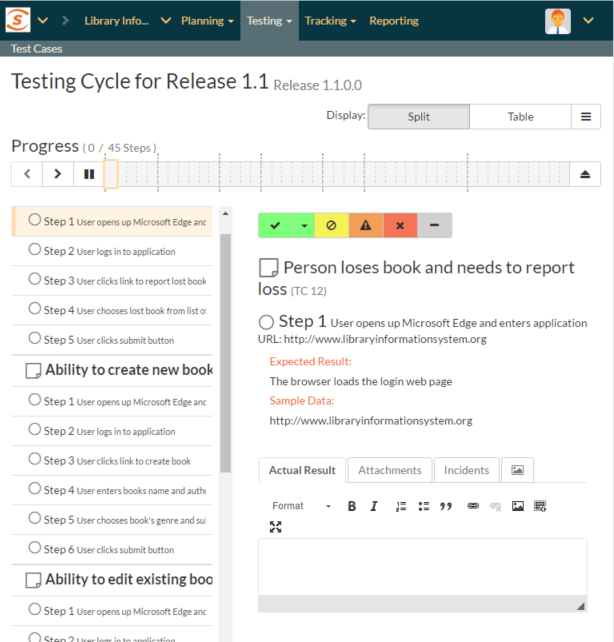 Library Info...
Planning
Testing
Tracking
Reporting
Test Cases
Testing Cycle for Release 1.1 Release 1.1.0.0
Display: Split Table
Progress ( 0 / 45 Steps )
Step 1 User opens up Microsoft Edge and
Step 2 User logs in to application
Step 3 User clicks link to report lost book
Step 4 User chooses lost book from list of
Step 5 User clicks submit button
Ability to create new book
Step 1 User opens up Microsoft Edge and
Step 2 User logs in to application
Step 3 User clicks link to create book
Step 4 User enters books name and autho
Step 5 User chooses book's genre and su
Step 6 User clicks submit button
Ability to edit existing boo
Step 1 User opens up Microsoft Edge and
Step 2 User logs in to application
Person loses book and needs to report
loss (TC 12)
Step 1 User opens up Microsoft Edge and enters application
URL: http://www.libraryinformationsystem.org
Expected Result:
The browser loads the login web page
Sample Data:
http://www.libraryinformationsystem.org
Actual Result Attachments Incidents
Format B I